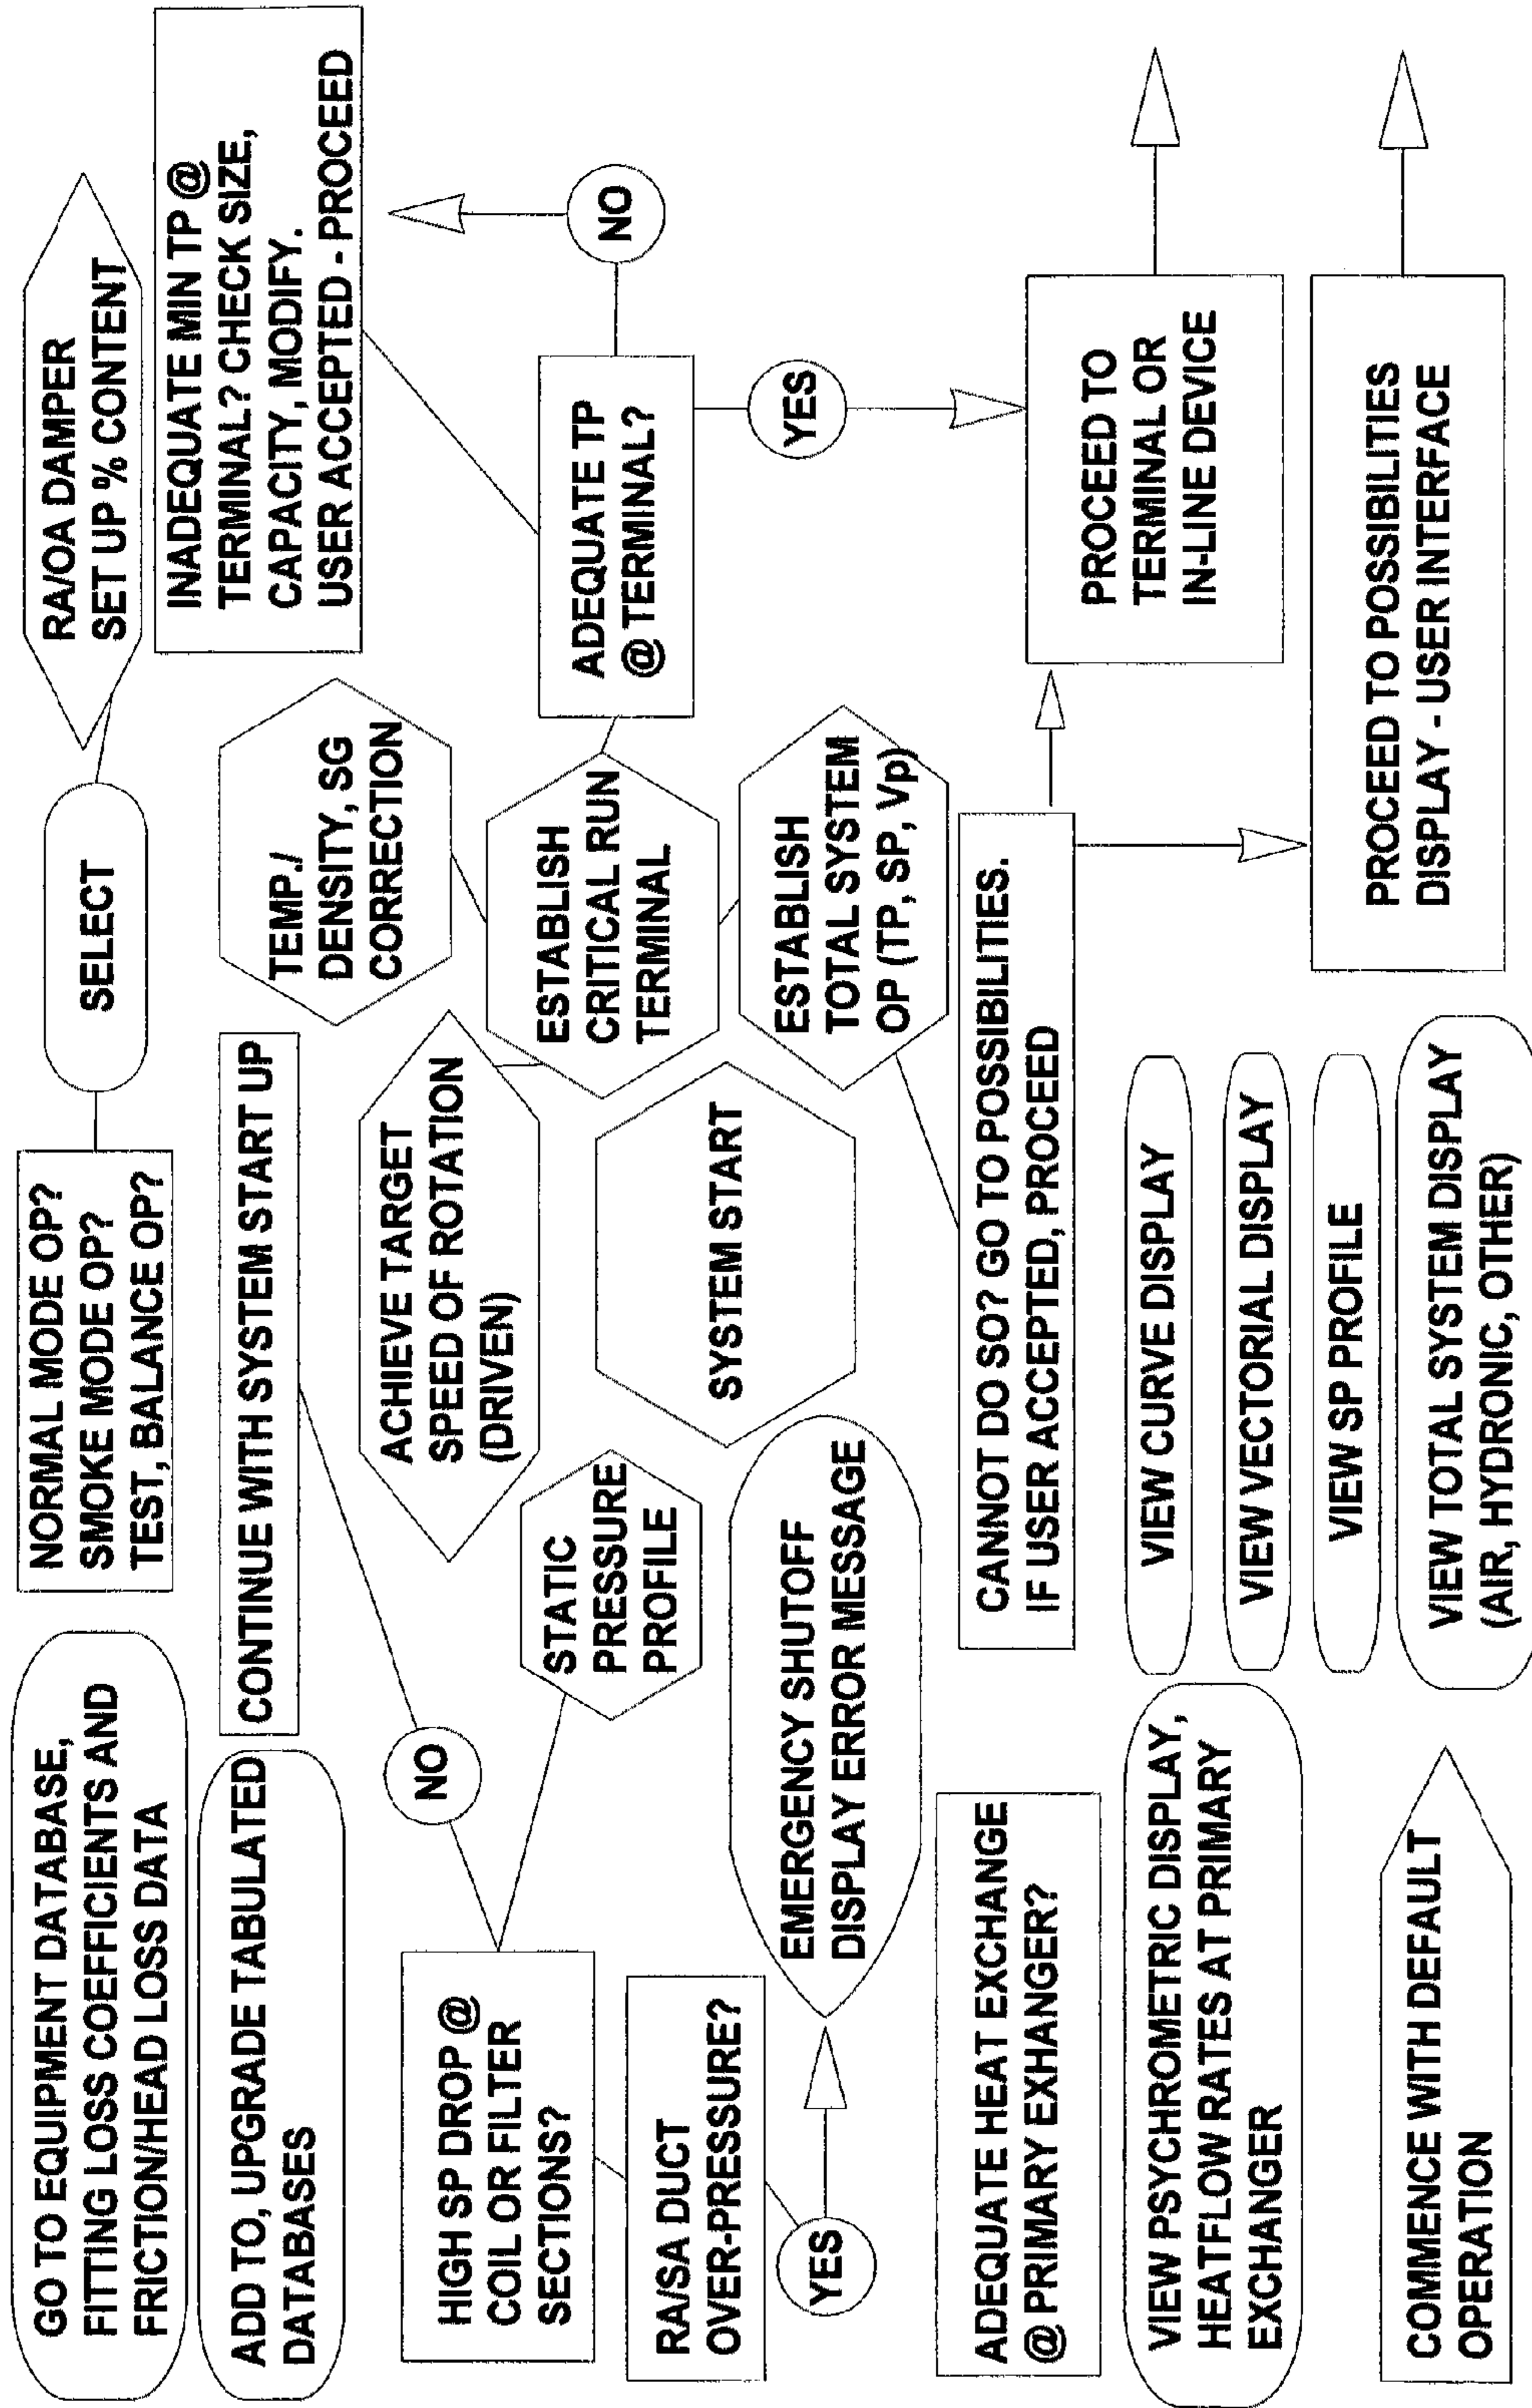 GO TO EQUIPMENT DATABASE,
FITTING LOSS COEFFICIENTS AND
FRICTION/HEAD LOSS DATA
NORMAL MODE OP?
SMOKE MODE OP?
TEST, BALANCE OP?
SELECT
RA/OA DAMPER
SET UP % CONTENT
ADD TO, UPGRADE TABULATED
DATABASES
CONTINUE WITH SYSTEM START UP
TEMP./
DENSITY, SG
CORRECTION
INADEQUATE MIN TP @
TERMINAL? CHECK SIZE,
CAPACITY, MODIFY.
USER ACCEPTED - PROCEED
NO
ACHIEVE TARGET
SPEED OF ROTATION
(DRIVEN)
HIGH SP DROP @
COIL OR FILTER
SECTIONS?
STATIC
PRESSURE
PROFILE
ESTABLISH
CRITICAL RUN
TERMINAL
ADEQUATE TP
@ TERMINAL?
NO
RA/SA DUCT
OVER-PRESSURE?
SYSTEM START
YES
EMERGENCY SHUTOFF
DISPLAY ERROR MESSAGE
ESTABLISH
TOTAL SYSTEM
OP (TP, SP, Vp)
YES
ADEQUATE HEAT EXCHANGE
@ PRIMARY EXHANGER?
CANNOT DO SO? GO TO POSSIBILITIES.
IF USER ACCEPTED, PROCEED
PROCEED TO
TERMINAL OR
IN-LINE DEVICE
VIEW PSYCHROMETRIC DISPLAY,
HEATFLOW RATES AT PRIMARY
EXCHANGER
VIEW CURVE DISPLAY
VIEW VECTORIAL DISPLAY
VIEW SP PROFILE
PROCEED TO POSSIBILITIES
DISPLAY - USER INTERFACE
COMMENCE WITH DEFAULT
OPERATION
VIEW TOTAL SYSTEM DISPLAY
(AIR, HYDRONIC, OTHER)